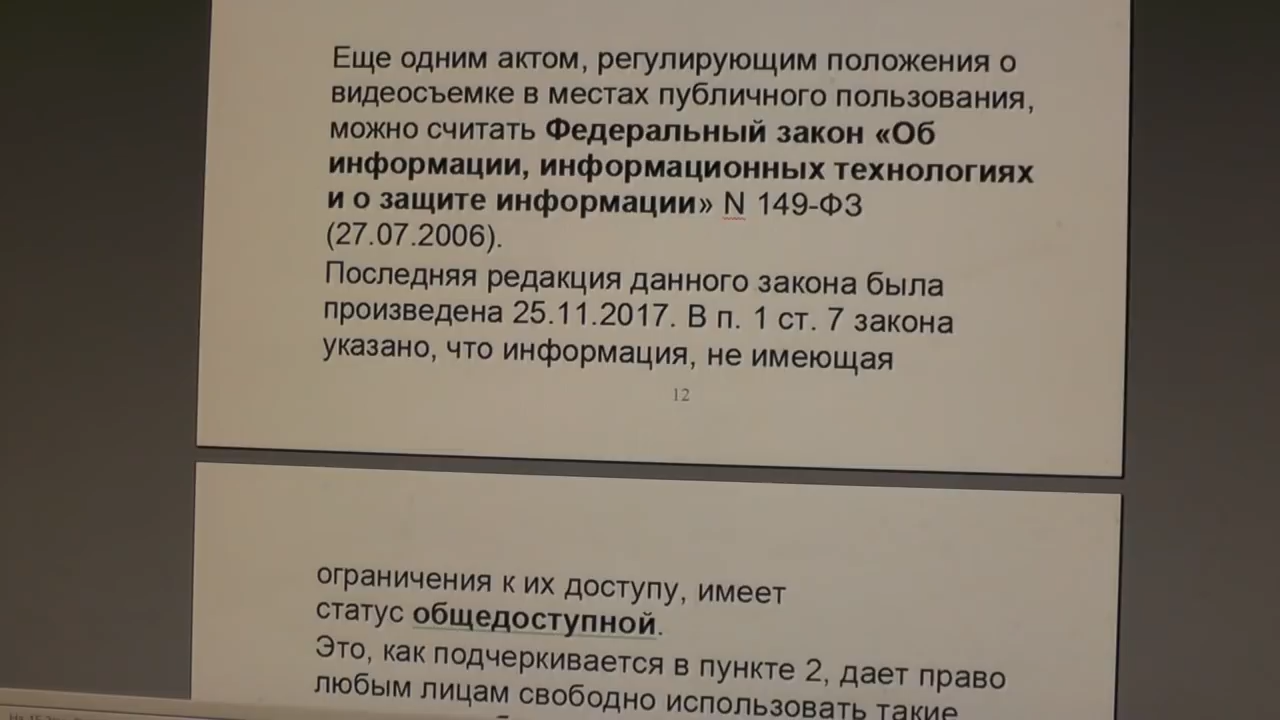 Еще одним актом, регулирующим положения о
видеосъемке в местах публичного пользования,
можно считать Федеральный закон «Об
информации, информационных технологиях
и о защите информации» N 149-ФЗ
(27.07.2006).
Последняя редакция данного закона была
произведена 25.11.2017. В п. 1 ст. 7 закона
указано, что информация, не имеющая
12
ограничения к их доступу, имеет
статус общедоступной.
Это, как подчеркивается в пункте 2, дает право
любым лицам свободно использовать такие